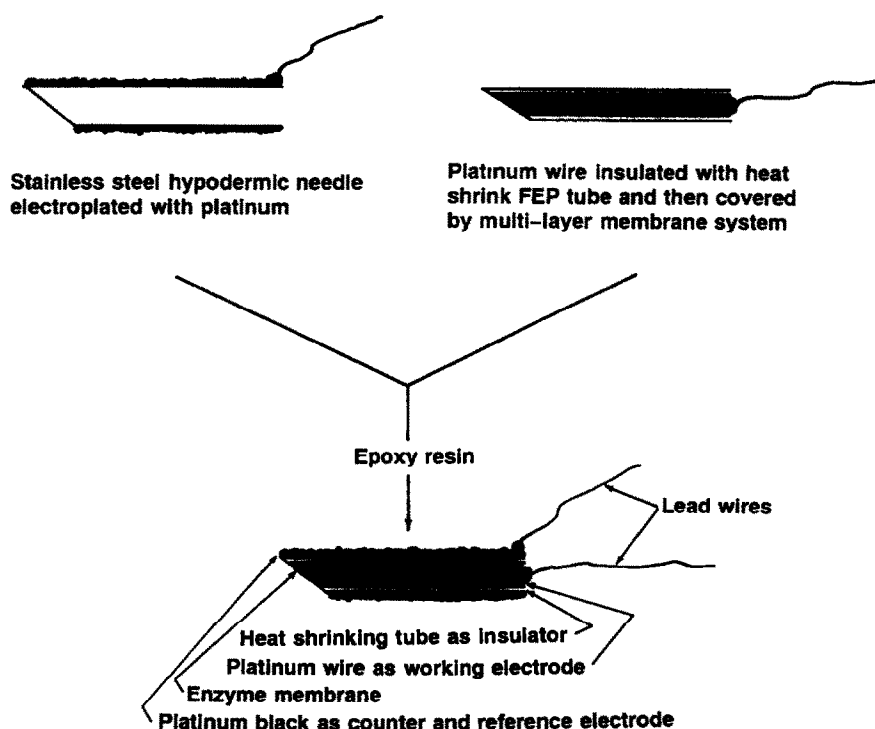 Stainless steel hypodermic needle
electroplated with platinum
Platinum wire insulated with heat
shrink FEP tube and then covered
by multi-layer membrane system
Epoxy resin
Lead wires
Heat shrinking tube as insulator
Platinum wire as working electrode
Enzyme membrane
Platinum black as counter and reference electrode